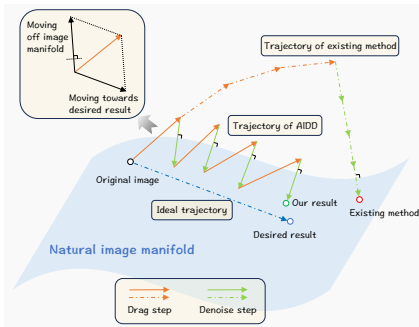 Moving
off image
manifold
Moving towards
desired result
Trajectory of existing method
Trajectory of AIDD
Original image
Ideal trajectory
Our result
Existing method
Desired result
Natural image manifold
Drag step
Denoise step